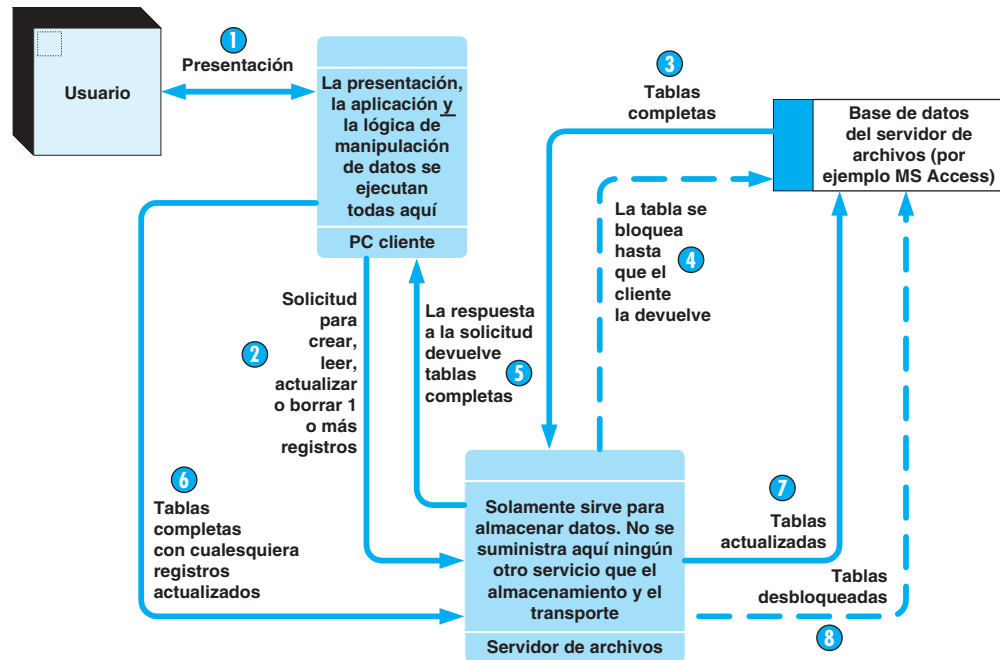 Usuario
1
Presentación
La presentación,
la aplicación y
la lógica de
manipulación
de datos se
ejecutan
todas aquí
PC cliente
3
Tablas
completas
Base de datos
del servidor de
archivos (por
ejemplo MS Access)
La tabla se
bloquea
hasta
que el
cliente
la devuelve
4
Solicitud
para
crear,
leer,
actualizar
o borrar 1
o más
registros
2
La respuesta
a la solicitud
devuelve
tablas
completas
5
6
Tablas
completas
con cualesquiera
registros
actualizados
Solamente sirve para
almacenar datos. No se
suministra aquí ningún
otro servicio que el
almacenamiento y el
transporte
Servidor de archivos
7
Tablas
actualizadas
Tablas
desbloqueadas
8